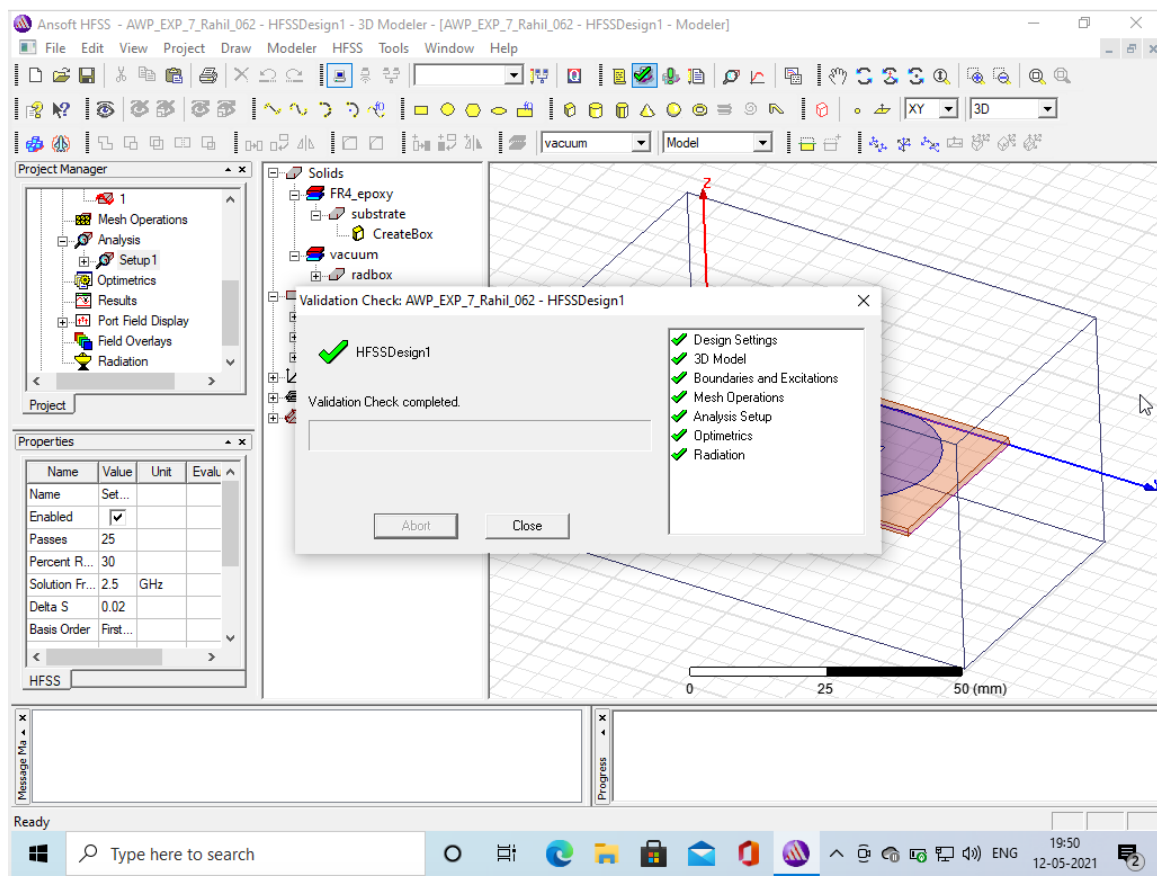 Ansoft HFSS - AWP_EXP_7_Rahil_062 - HFSSDesign1 - 3D Modeler - [AWP_EXP_7_Rahil_062 - HFSSDesign1 - Modeler]
File Edit View Project Draw Modeler HFSS Tools Window Help
XY 3D
vacuum Model
Project Manager
1
Mesh Operations
Analysis
Setup1
Optimetrics
Results
Port Field Display
Field Overlays
Radiation
Project
Properties
Name Value Unit Evalu
Name Set...
Enabled
Passes 25
Percent R... 30
Solution Fr... 2.5 GHz
Delta S 0.02
Basis Order First...
HFSS
Solids
FR4_epoxy
substrate
CreateBox
vacuum
radbox
Z
Validation Check: AWP_EXP_7_Rahil_062 - HFSSDesign1
HFSSDesign1
Validation Check completed.
Abort Close
Design Settings
3D Model
Boundaries and Excitations
Mesh Operations
Analysis Setup
Optimetrics
Radiation
0 25 50 (mm)
Message Ma
Progress
Ready
Type here to search
ENG
19:50
12-05-2021
2